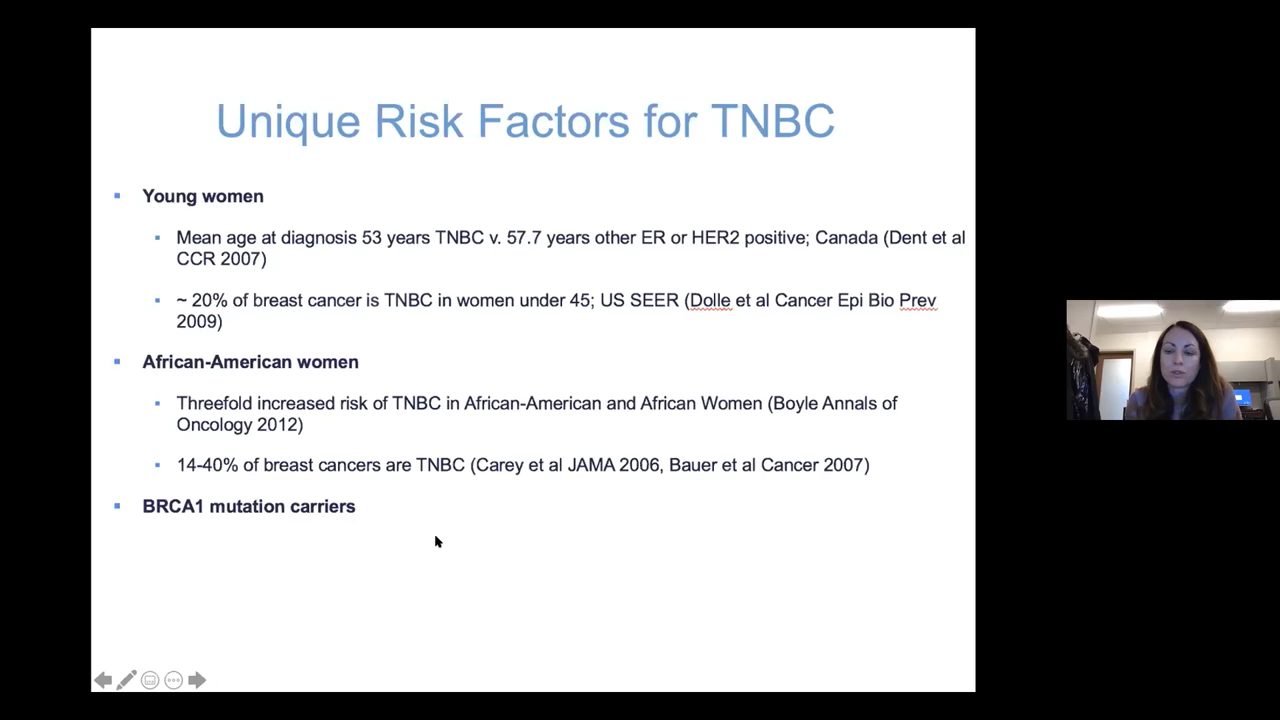 Unique Risk Factors for TNBC
Young women
Mean age at diagnosis 53 years TNBC v. 57.7 years other ER or HER2 positive; Canada (Dent et al
CCR 2007)
~ 20% of breast cancer is TNBC in women under 45; US SEER (Dolle et al Cancer Epi Bio Prev
2009)
African-American women
Threefold increased risk of TNBC in African-American and African Women (Boyle Annals of
Oncology 2012)
14-40% of breast cancers are TNBC (Carey et al JAMA 2006, Bauer et al Cancer 2007)
BRCA1 mutation carriers